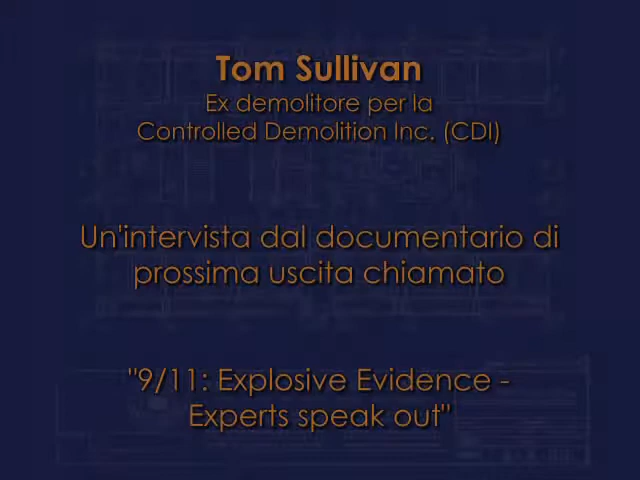 Tom Sullivan
Ex demolitore per la
Controlled Demolition Inc. (CDI)
Un'intervista dal documentario di
prossima uscita chiamato
"9/11: Explosive Evidence -
Experts speak out"